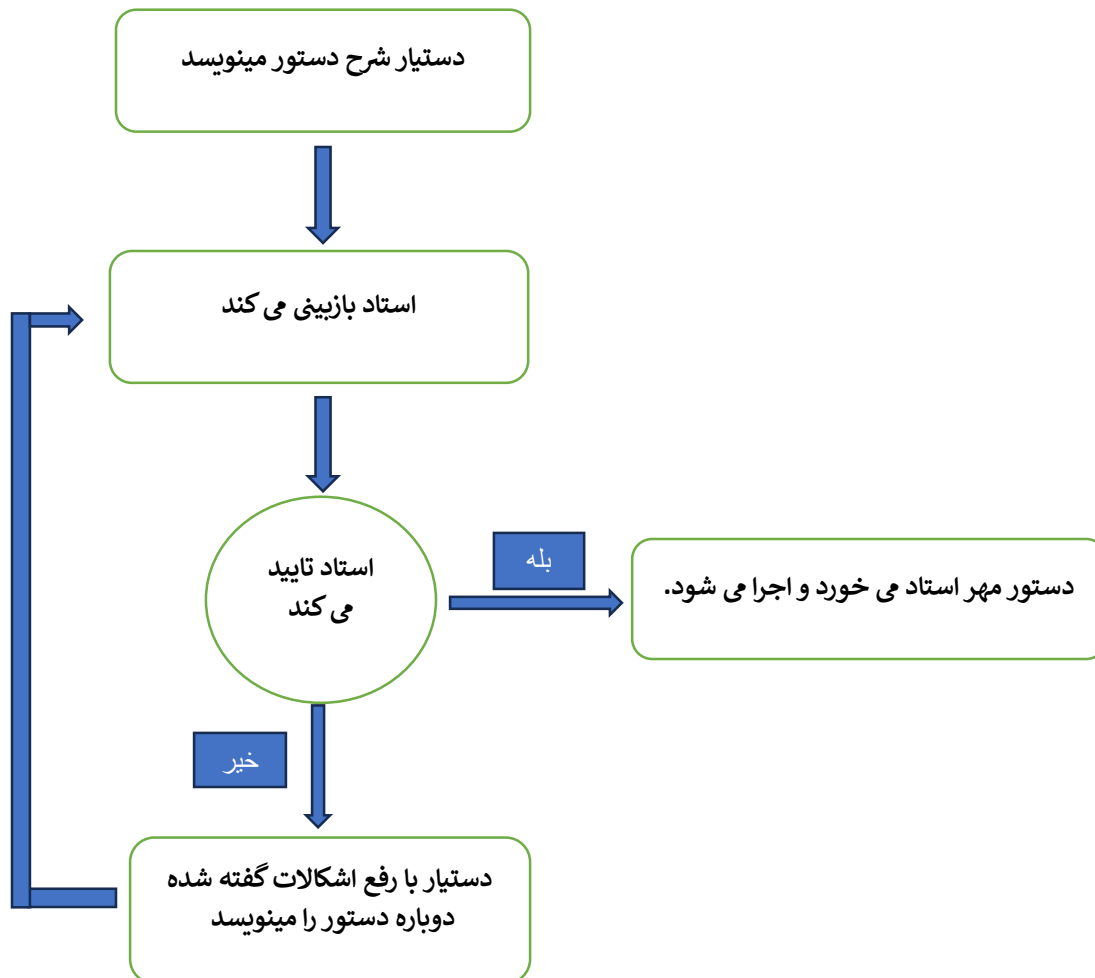 دستیار شرح دستور مینویسد
استاد بازبینی می کند
استاد تایید
می کند
بله
دستور مهر استاد می خورد و اجرا می شود.
خیر
دستیار با رفع اشکالات گفته شده
دوباره دستور را مینویسد